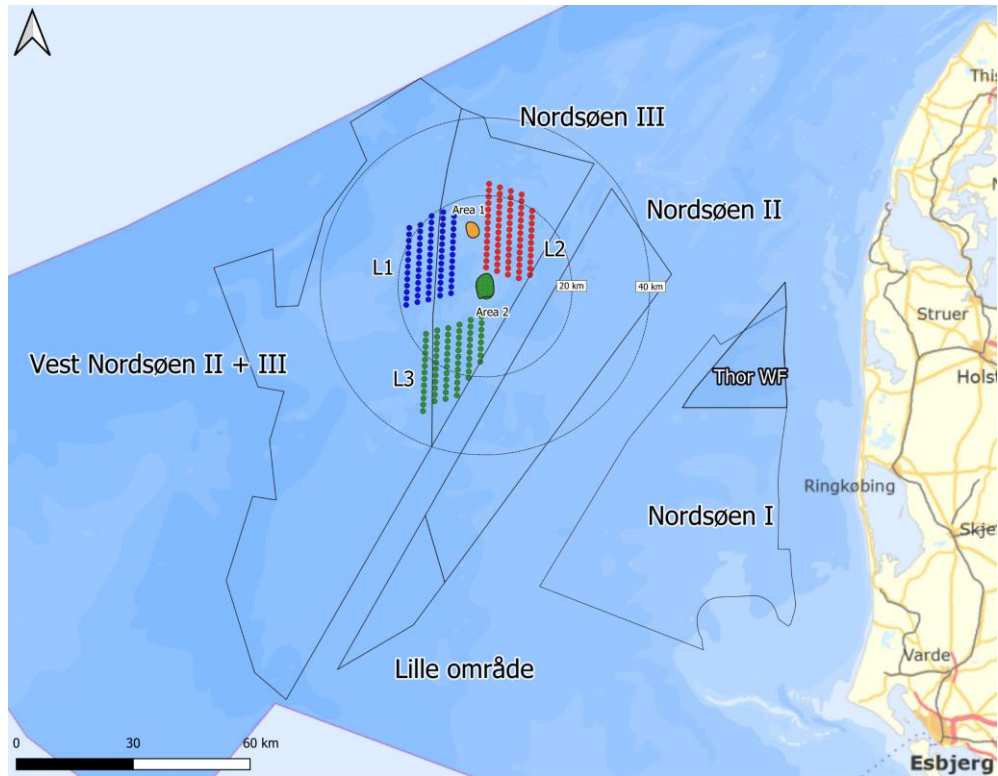 This
Nordsøen III
Area 1
Nordsøen II
L1
L2
20 km
40 km
Area 2
Struer
Vest Nordsøen II + III
L3
Thor WF
Holst
Ringkøbing
Nordsøen I
Skje
Varde
Lille område
0 30 60 km
Esbjerg